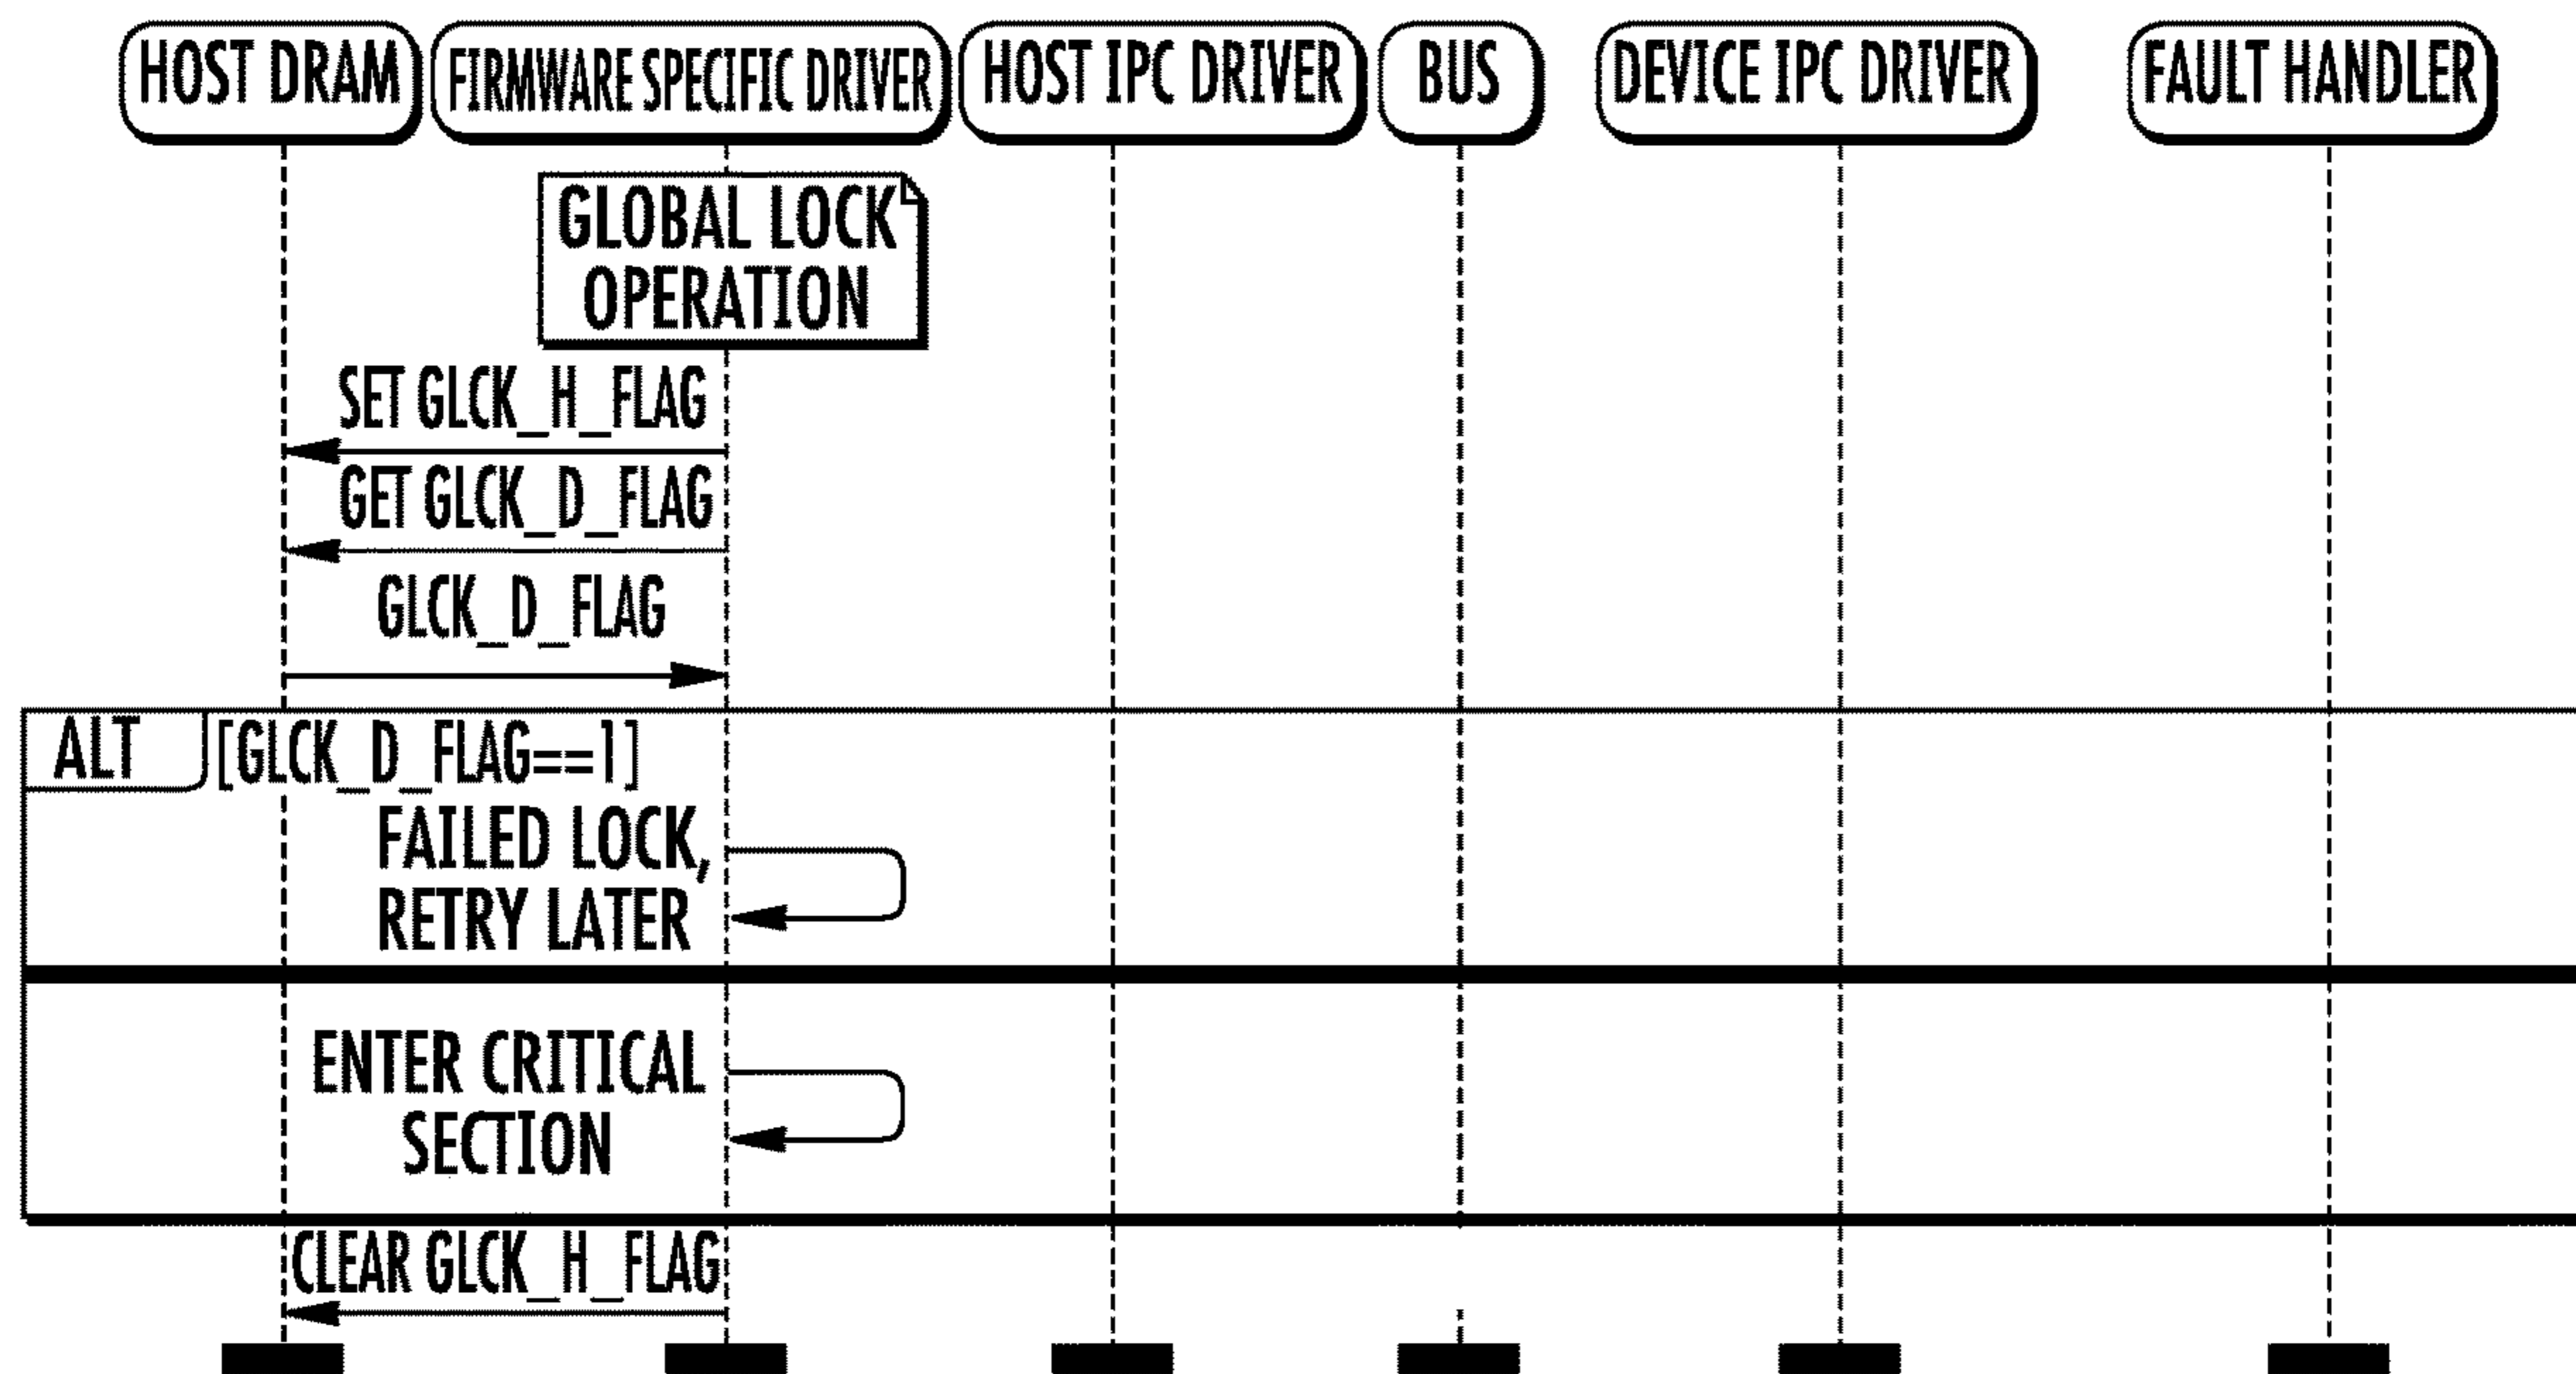 HOST DRAM
FIRMWARE SPECIFIC DRIVER
HOST IPC DRIVER
BUS
DEVICE IPC DRIVER
FAULT HANDLER
GLOBAL LOCK
OPERATION
SET GLCK_H_FLAG
GET GLCK_D_FLAG
GLCK_D_FLAG
ALT
[GLCK_D_FLAG==1]
FAILED LOCK,
RETRY LATER
ENTER CRITICAL
SECTION
CLEAR GLCK_H_FLAG